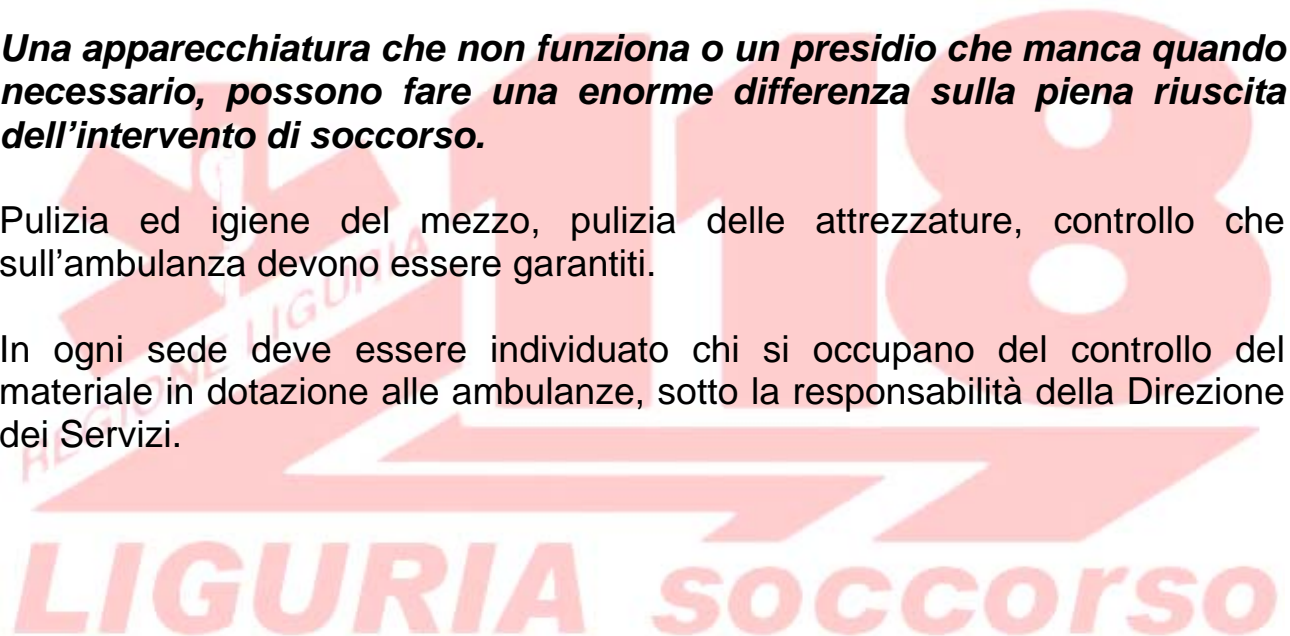 Una apparecchiatura che non funziona o un presidio che manca quando
necessario, possono fare una enorme differenza sulla piena riuscita
dell’intervento di soccorso.
Pulizia ed igiene del mezzo, pulizia delle attrezzature, controllo che
sull’ambulanza devono essere garantiti.
In ogni sede deve essere individuato chi si occupano del controllo del
materiale in dotazione alle ambulanze, sotto la responsabilità della Direzione
dei Servizi.
118
REGIONE LIGURIA
LIGURIA soccorso